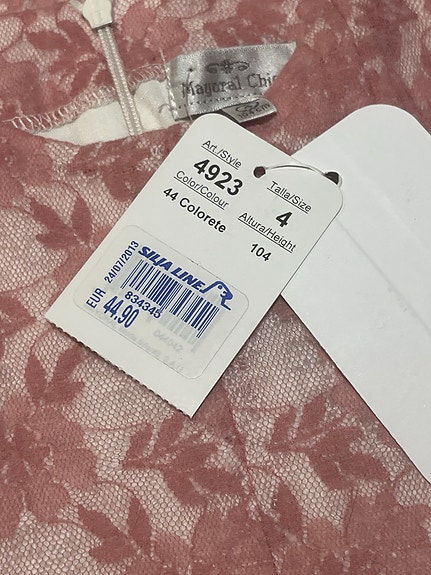 Mayoral Chic
Art./Style
4923
Color/Colour
44 Colorete
Talla/Size
4
Altura/Height
104
24/07/2013
SILJA LINE
834345
EUR 44.90